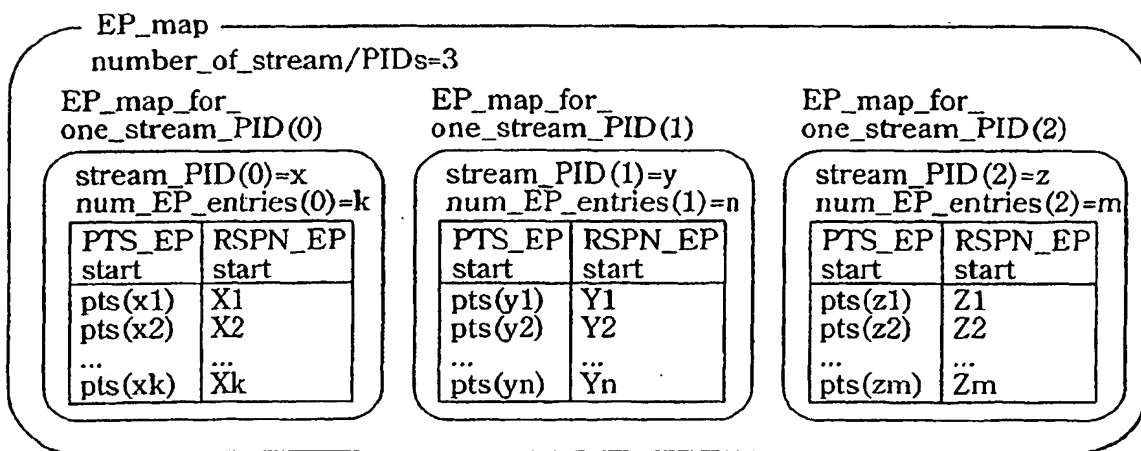 EP_map
number_of_stream/PIDs=3
EP_map_for_
one_stream_PID(0)
stream_PID(0)=x
num_EP_entries(0)=k
PTS_EP RSPN_EP
start start
pts(x1) X1
pts(x2) X2
... ...
pts(xk) Xk
EP_map_for_
one_stream_PID(1)
stream_PID(1)=y
num_EP_entries(1)=n
PTS_EP RSPN_EP
start start
pts(y1) Y1
pts(y2) Y2
... ...
pts(yn) Yn
EP_map_for_
one_stream_PID(2)
stream_PID(2)=z
num_EP_entries(2)=m
PTS_EP RSPN_EP
start start
pts(z1) Z1
pts(z2) Z2
... ...
pts(zm) Zm